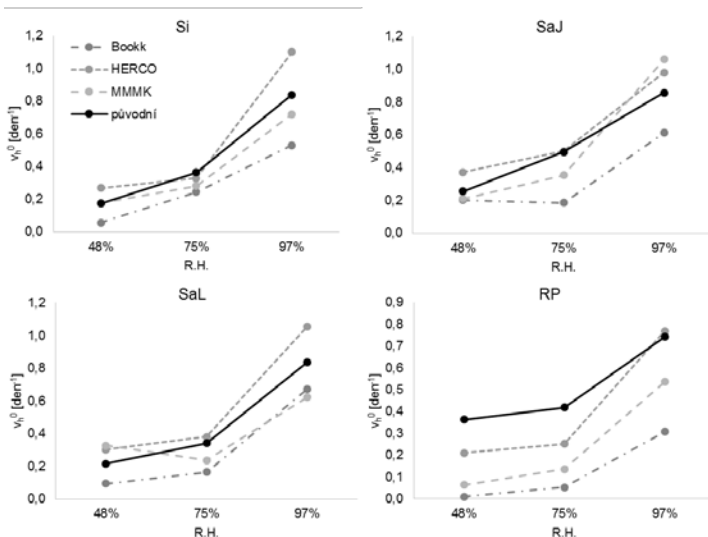 Si
1,2
1,0
0,8
0,6
0,4
0,2
0,0
vₕ⁰ [den⁻¹]
Bookk
HERCO
MMMK
původní
48%
75%
97%
R.H.
SaJ
1,2
1,0
0,8
0,6
0,4
0,2
0,0
vₕ⁰ [den⁻¹]
48%
75%
97%
R.H.
SaL
1,2
1,0
0,8
0,6
0,4
0,2
0,0
vₕ⁰ [den⁻¹]
48%
75%
97%
R.H.
RP
0,9
0,8
0,7
0,6
0,5
0,4
0,3
0,2
0,1
0,0
vₕ⁰ [den⁻¹]
48%
75%
97%
R.H.